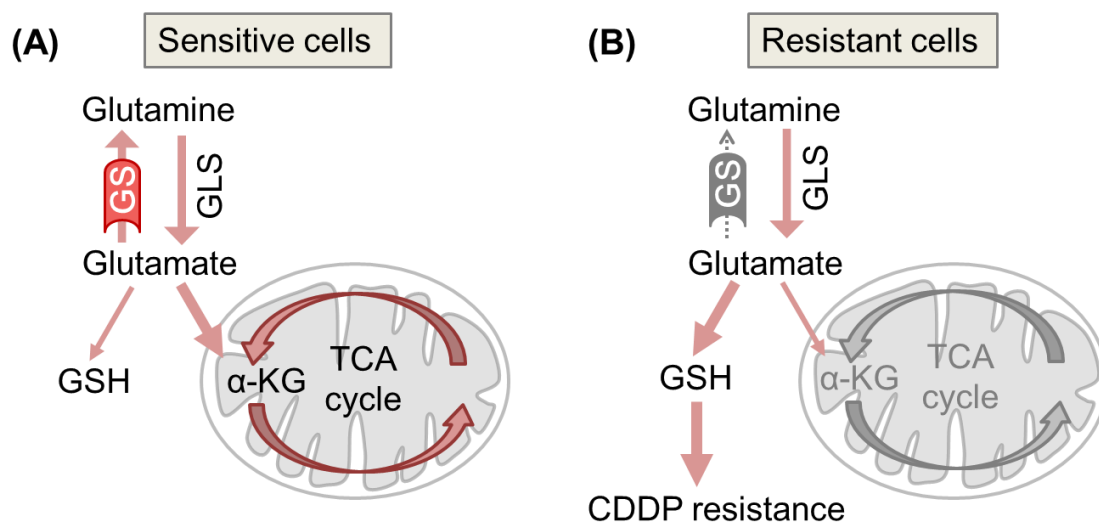 (A)
Sensitive cells
Glutamine
GS
GLS
Glutamate
GSH
α-KG
TCA
cycle
(B)
Resistant cells
Glutamine
GS
GLS
Glutamate
GSH
α-KG
TCA
cycle
CDDP resistance